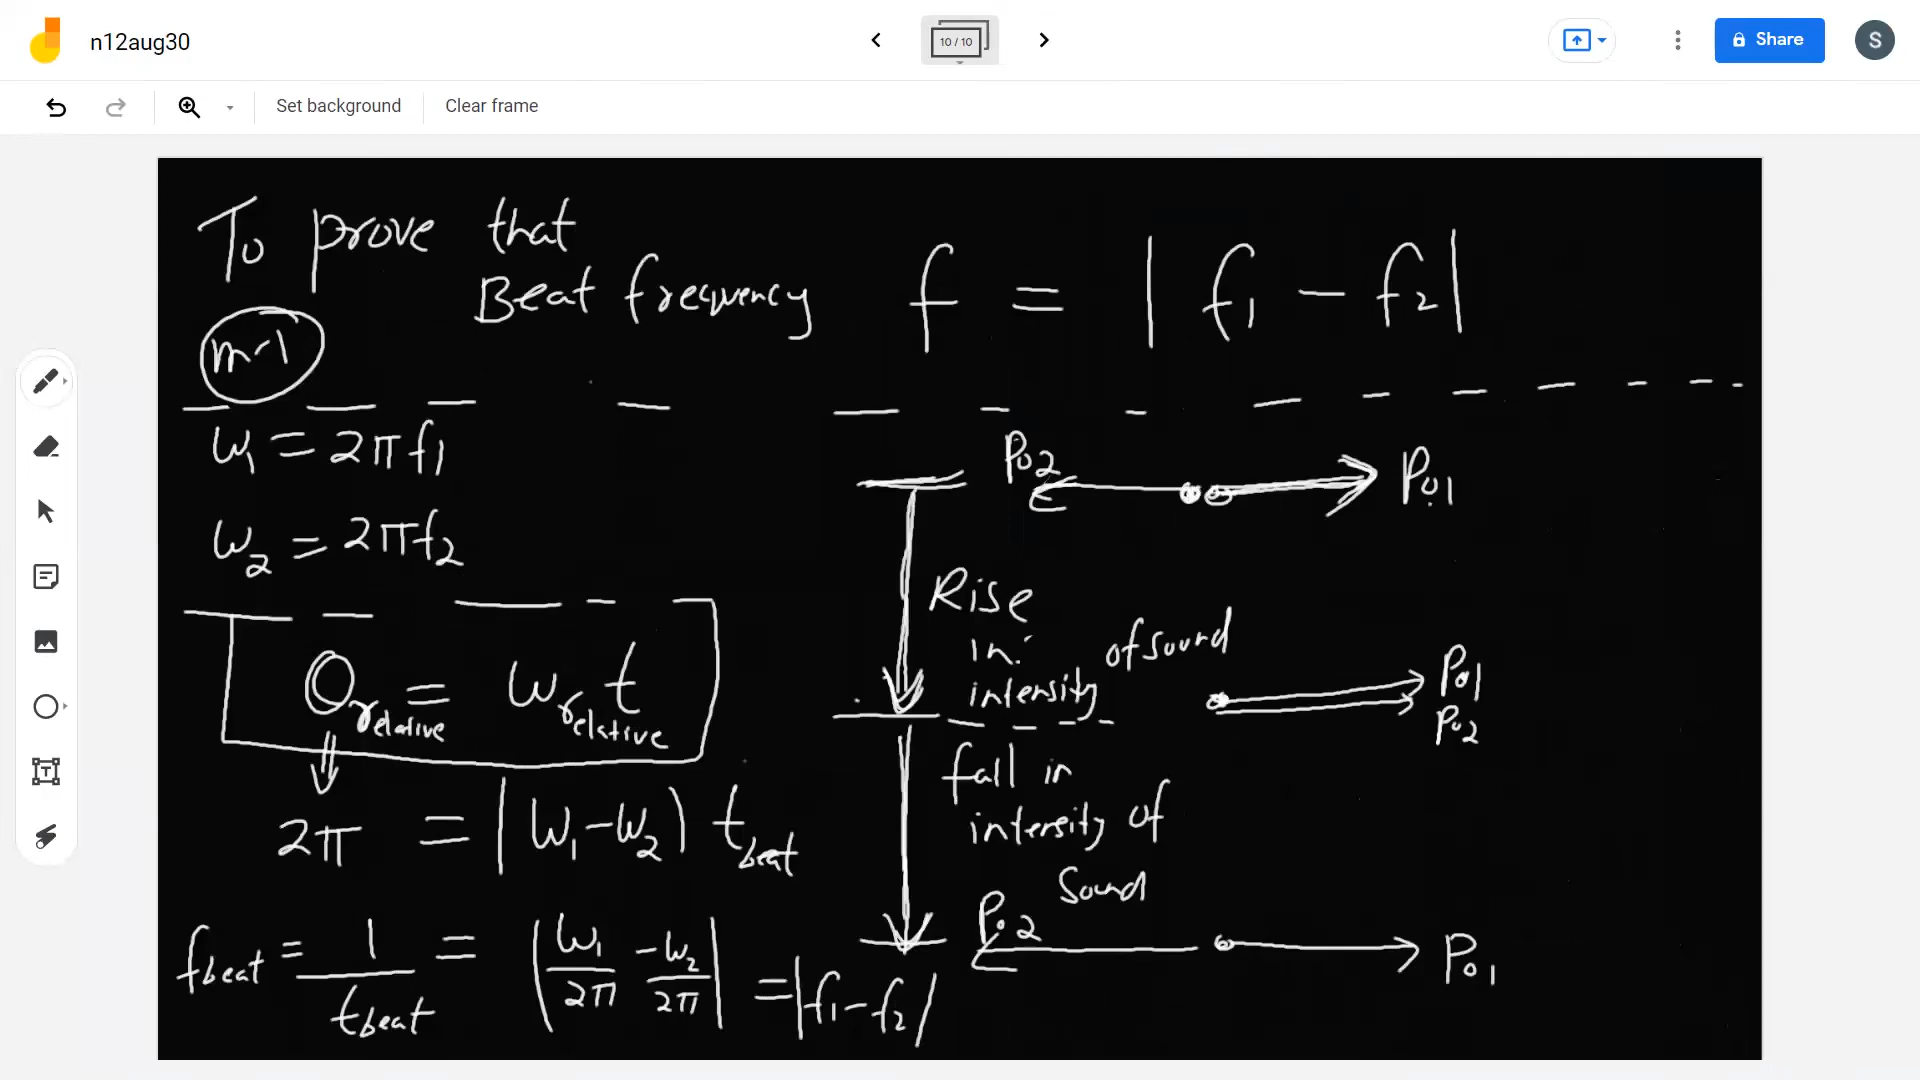 n12aug30
10 / 10
Share
S
Set background
Clear frame
To prove that
Beat frequency f = | f1 - f2 |
m-1
ω1 = 2πf1
ω2 = 2πf2
θrelative = ωrelative t
2π = |ω1-ω2) tbeat
fbeat = 1/tbeat = |ω1/2π - ω2/2π| = |f1-f2|
P02 P01
Rise
in
intensity of sound
P01
P02
fall in
intensity of
Sound
P02 P01